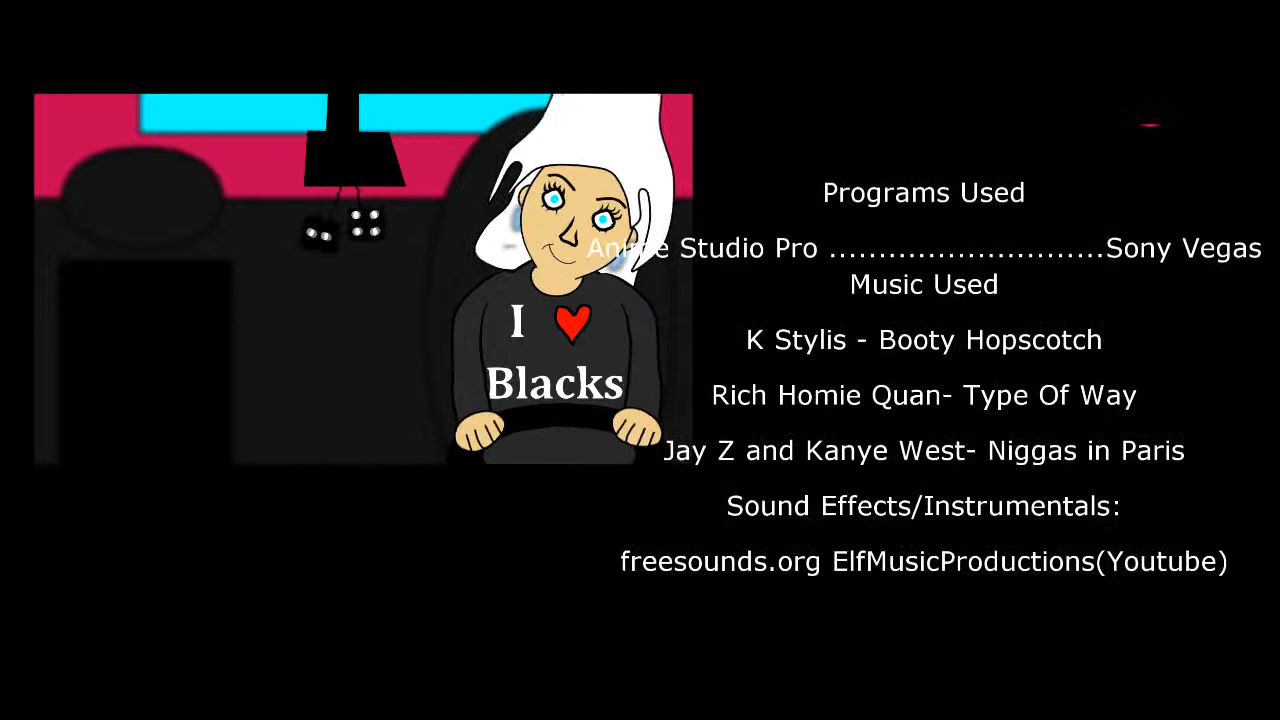 I ♥
Blacks
Programs Used
Anime Studio Pro ...........................Sony Vegas
Music Used
K Stylis - Booty Hopscotch
Rich Homie Quan- Type Of Way
Jay Z and Kanye West- Niggas in Paris
Sound Effects/Instrumentals:
freesounds.org ElfMusicProductions(Youtube)